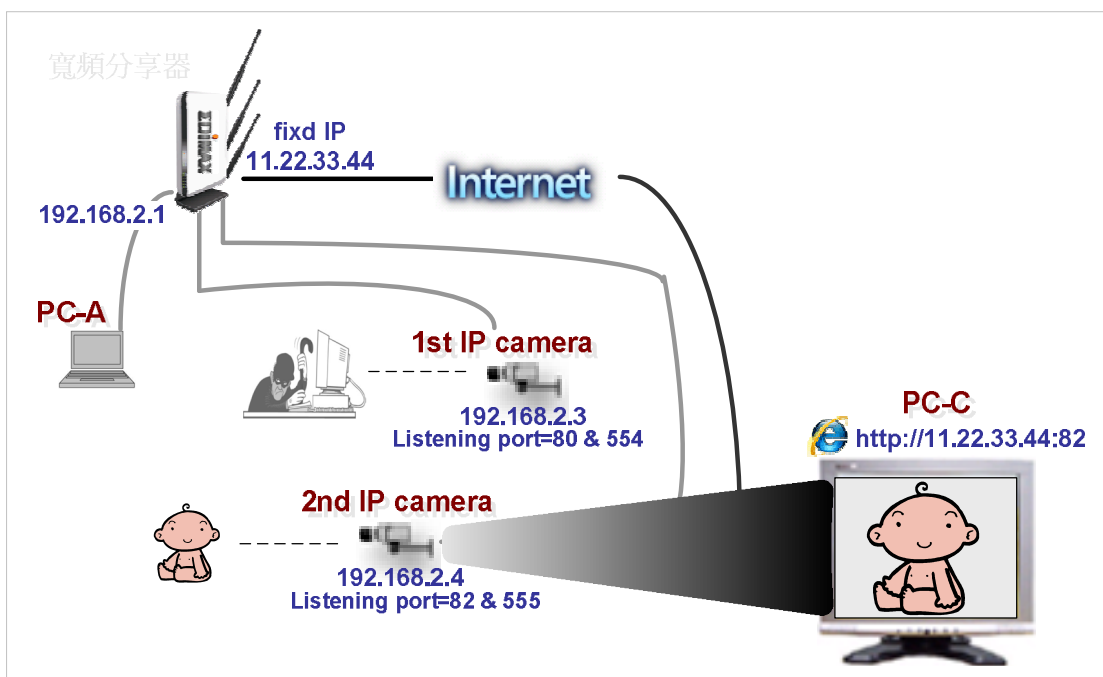 寬頻分享器
EDIMAX
fixd IP
11.22.33.44
Internet
192.168.2.1
PC-A
1st IP camera
192.168.2.3
Listening port=80 & 554
PC-C
http://11.22.33.44:82
2nd IP camera
192.168.2.4
Listening port=82 & 555